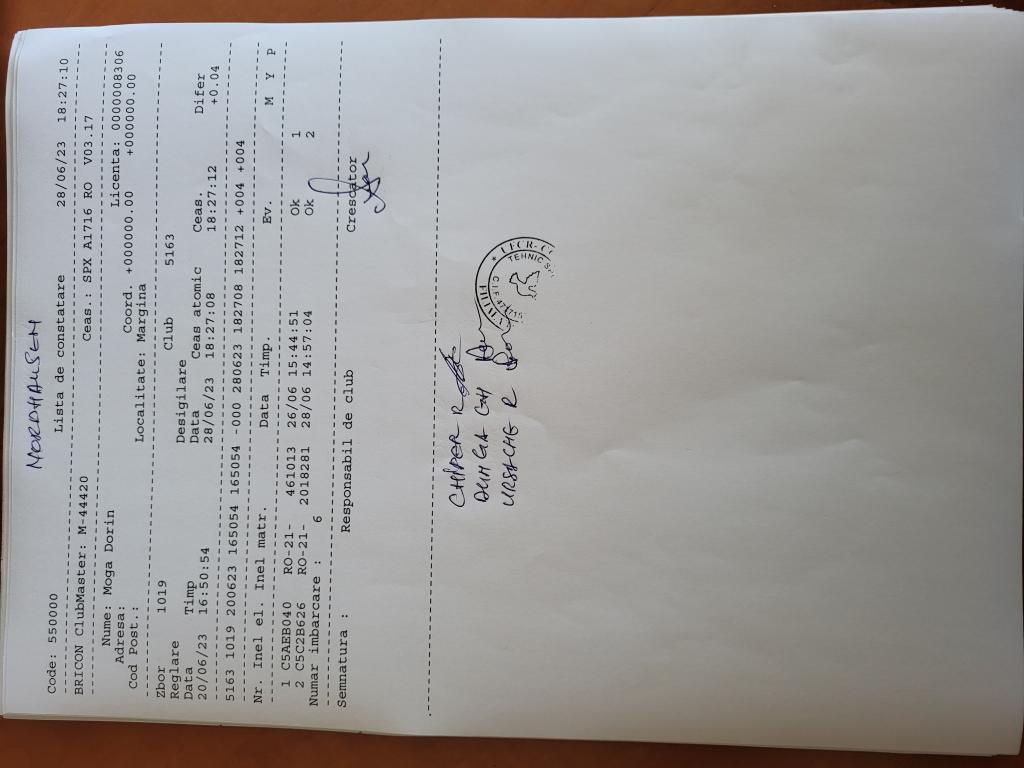 MORDHAUSEN
Code: 550000 Lista de constatare 28/06/23 18:27:10
BRICON ClubMaster: M-44420 Ceas.: SPX A1716 RO V03.17
Nume: Moga Dorin Licenta: 0000008306
Adresa: Coord. +000000.00 +000000.00
Cod Post.: Localitate: Margina
Zbor 1019 Club 5163
Reglare Desigilare
Data Timp Data Ceas atomic Ceas. Difer
20/06/23 16:50:54 28/06/23 18:27:08 18:27:12 +0.04
5163 1019 200623 165054 165054 -000 280623 182708 182712 +004 +004
Nr. Inel el. Inel matr. Data Timp. Ev. M Y P
1 C5AEB040 RO-21- 461013 26/06 15:44:51 Ok 1
2 C5C2B626 RO-21- 2018281 28/06 14:57:04 Ok 2
Numar imbarcare : 6
Semnatura : Responsabil de club Crescator
CHIPER R
DUNGA GH
URSACHE R
FILIALA
TEHNIC
C.I.F.